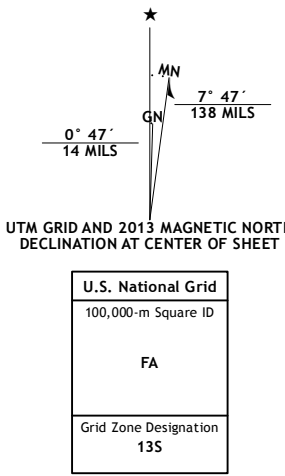 ★
MN
7° 47´
138 MILS
GN
0° 47´
14 MILS
UTM GRID AND 2013 MAGNETIC NORTH
DECLINATION AT CENTER OF SHEET
U.S. National Grid
100,000-m Square ID
FA
Grid Zone Designation
13S